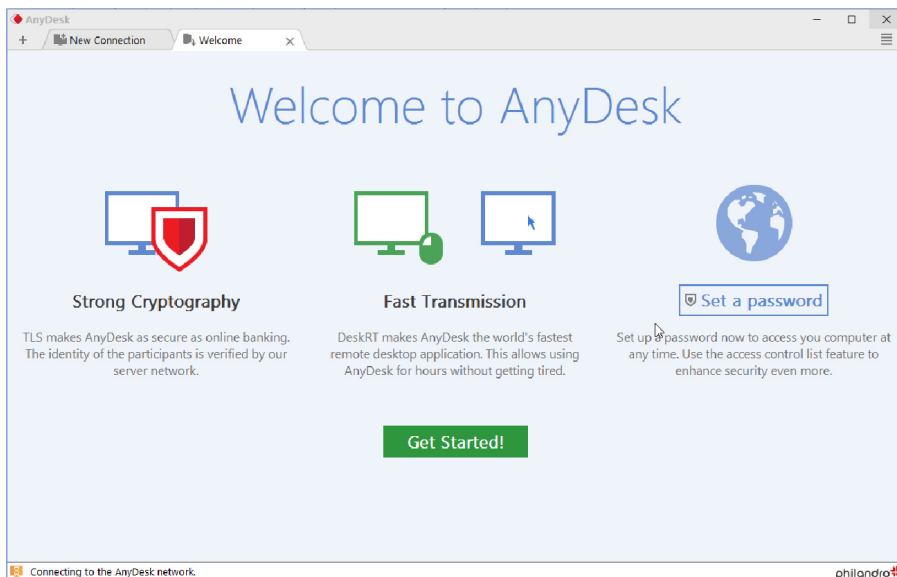 AnyDesk
+ New Connection Welcome
Welcome to AnyDesk
Strong Cryptography
TLS makes AnyDesk as secure as online banking.
The identity of the participants is verified by our
server network.
Fast Transmission
DeskRT makes AnyDesk the world's fastest
remote desktop application. This allows using
AnyDesk for hours without getting tired.
Set a password
Set up a password now to access you computer at
any time. Use the access control list feature to
enhance security even more.
Get Started!
Connecting to the AnyDesk network.
philandro